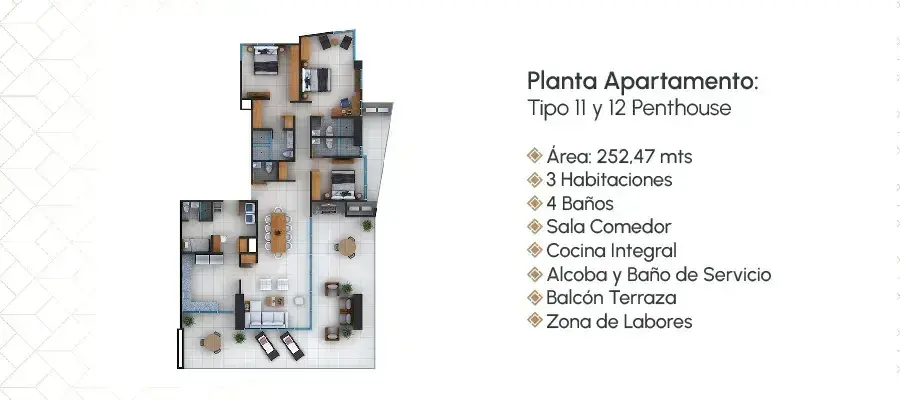 Planta Apartamento:
Tipo 11 y 12 Penthouse
Área: 252,47 mts
3 Habitaciones
4 Baños
Sala Comedor
Cocina Integral
Alcoba y Baño de Servicio
Balcón Terraza
Zona de Labores